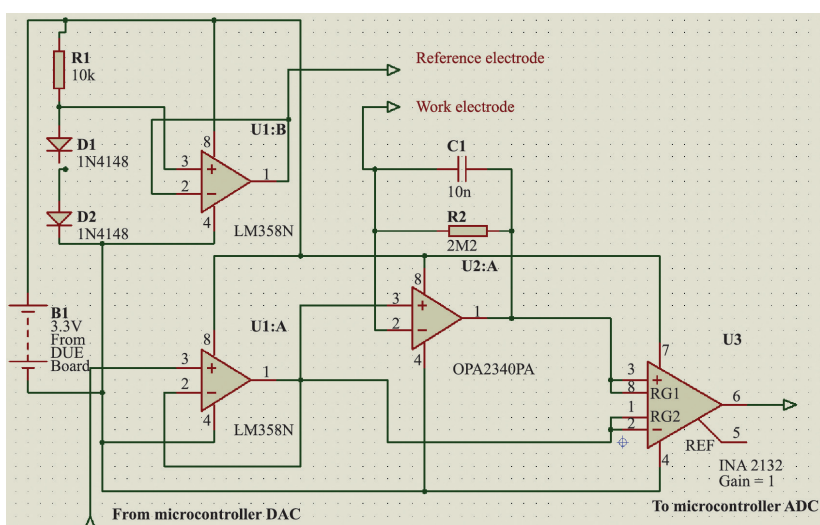 Reference electrode
R1
10k
Work electrode
U1:B
C1
D1
1N4148
8
3
2
1
4
10n
D2
1N4148
LM358N
R2
2M2
U2:A
8
3
2
1
4
OPA2340PA
B1
3.3V
From
DUE
Board
U1:A
8
3
2
1
4
LM358N
U3
7
3
8
RG1
1
RG2
2
6
5
REF
4
INA 2132
Gain = 1
From microcontroller DAC
To microcontroller ADC